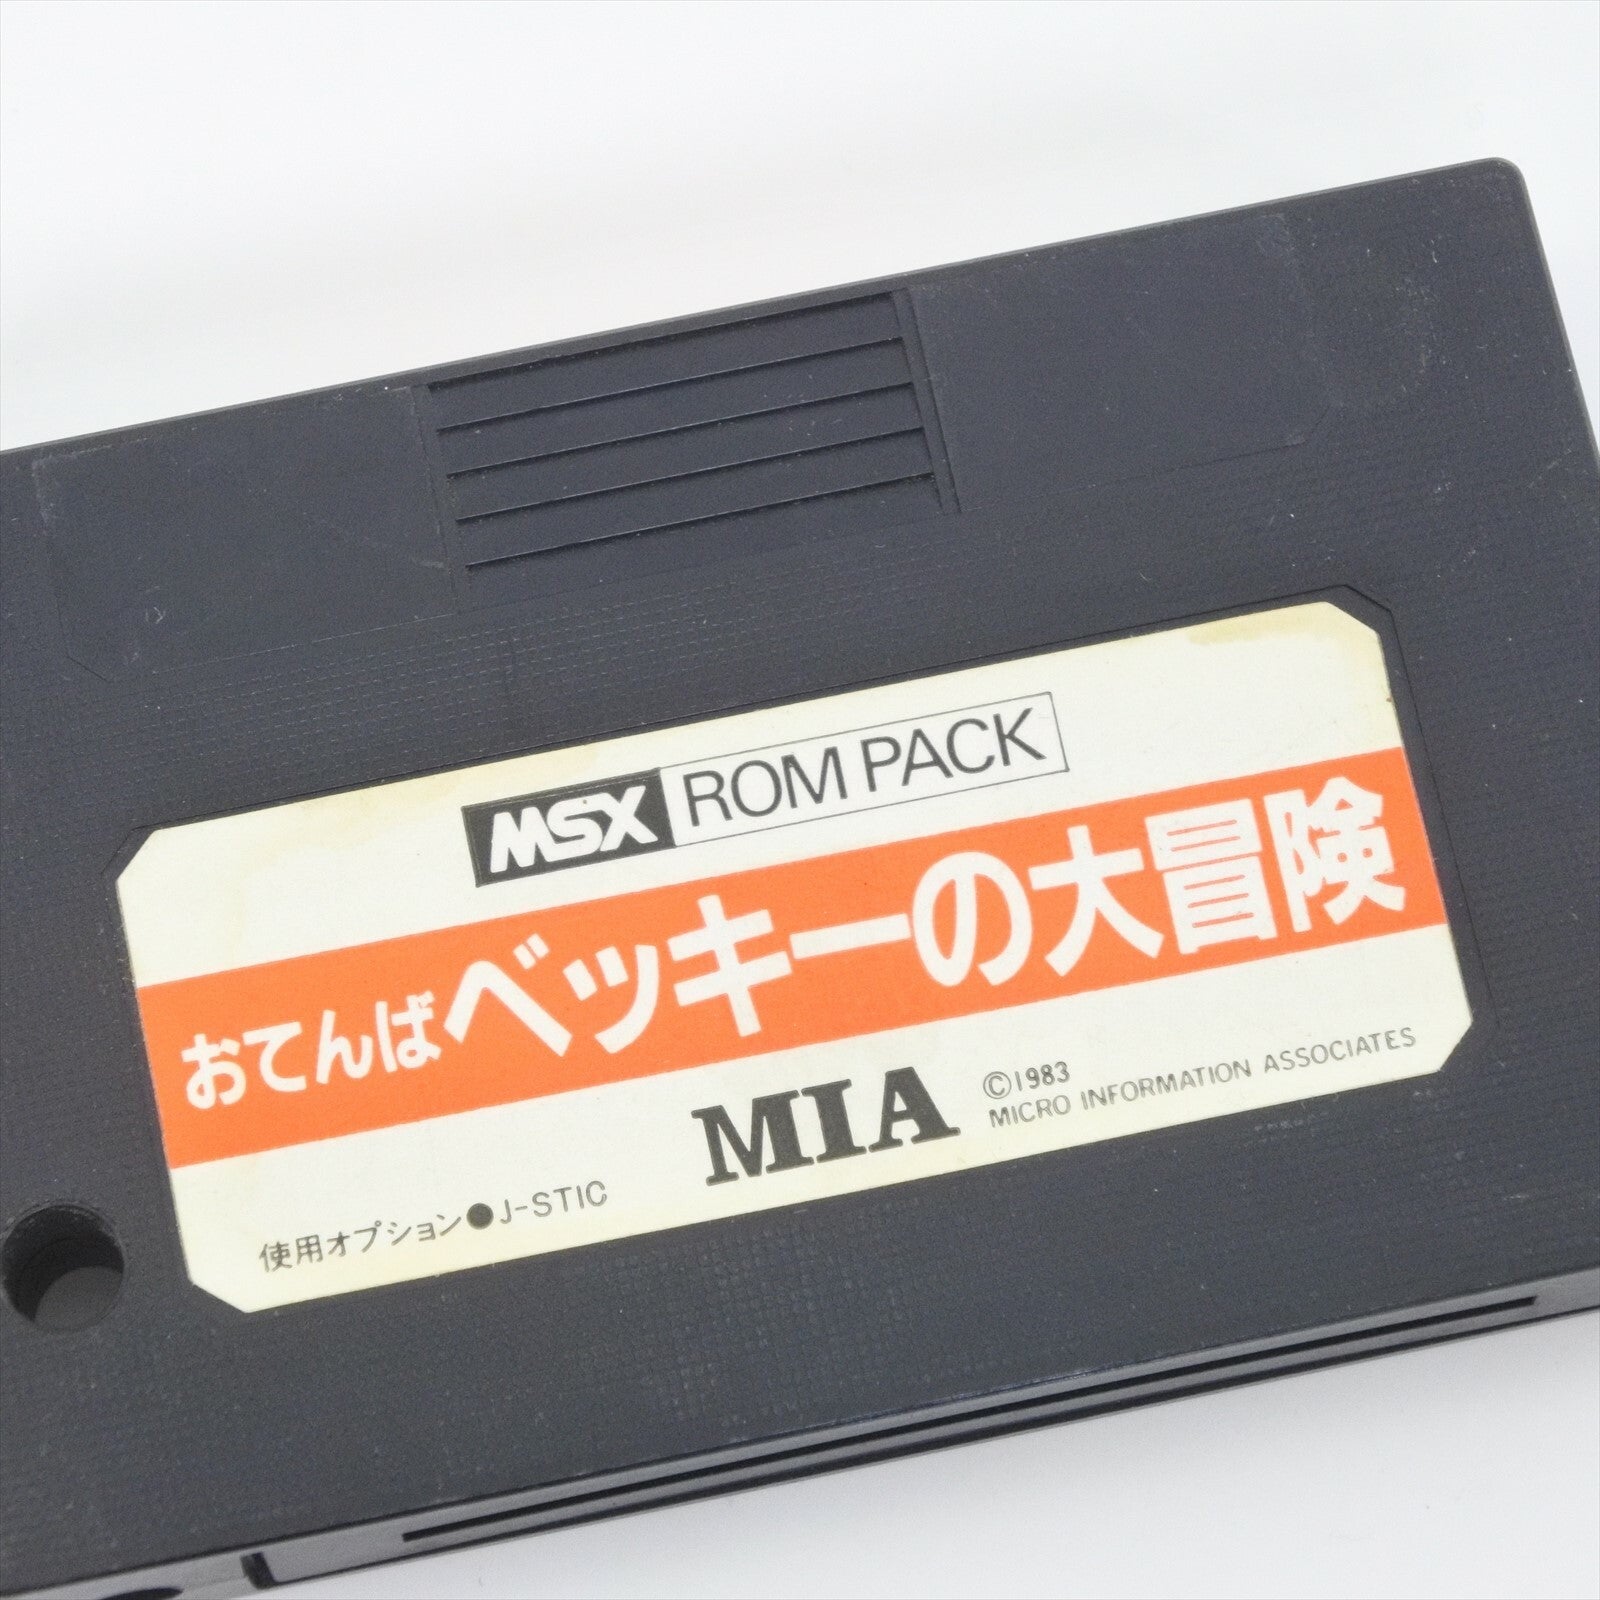 MSX ROM PACK
おてんばベッキーの大冒険
MIA
©1983
MICRO INFORMATION ASSOCIATES
使用オプション●J-STIC